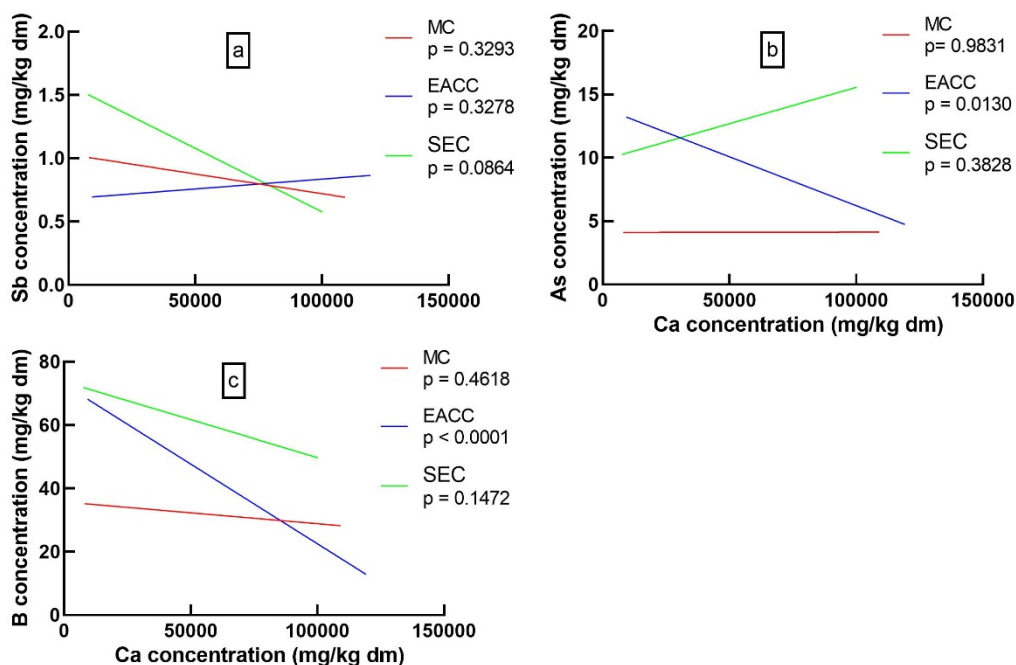 a
Sb concentration (mg/kg dm)
2.0
1.5
1.0
0.5
0.0
0 50000 100000 150000
MC
p = 0.3293
EACC
p = 0.3278
SEC
p = 0.0864
b
As concentration (mg/kg dm)
20
15
10
5
0
0 50000 100000 150000
Ca concentration (mg/kg dm)
MC
p= 0.9831
EACC
p = 0.0130
SEC
p = 0.3828
c
B concentration (mg/kg dm)
80
60
40
20
0
0 50000 100000 150000
Ca concentration (mg/kg dm)
MC
p = 0.4618
EACC
p < 0.0001
SEC
p = 0.1472